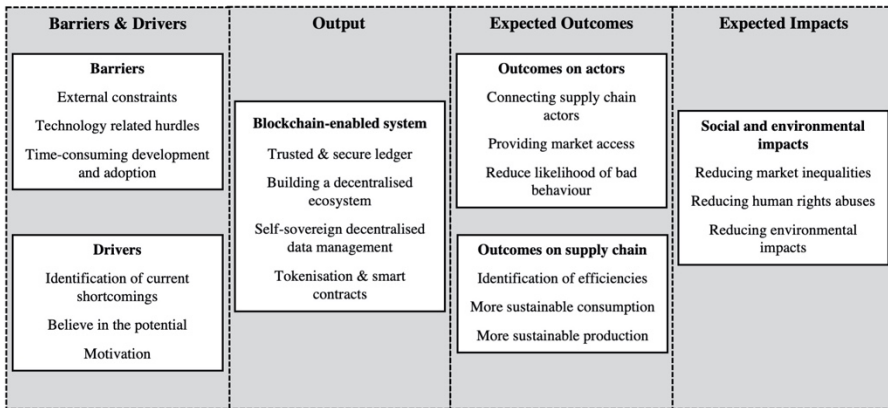 Barriers & Drivers
Barriers
External constraints
Technology related hurdles
Time-consuming development
and adoption
Drivers
Identification of current
shortcomings
Believe in the potential
Motivation
Output
Blockchain-enabled system
Trusted & secure ledger
Building a decentralised
ecosystem
Self-sovereign decentralised
data management
Tokenisation & smart
contracts
Expected Outcomes
Outcomes on actors
Connecting supply chain
actors
Providing market access
Reduce likelihood of bad
behaviour
Outcomes on supply chain
Identification of efficiencies
More sustainable consumption
More sustainable production
Expected Impacts
Social and environmental
impacts
Reducing market inequalities
Reducing human rights abuses
Reducing environmental
impacts